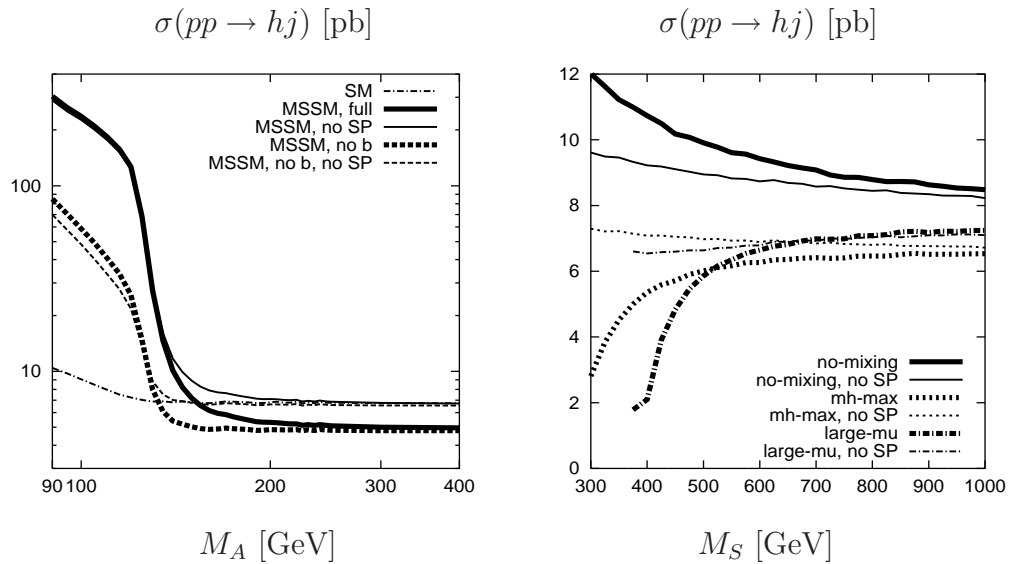 σ(pp → hj) [pb]
SM
MSSM, full
MSSM, no SP
MSSM, no b
MSSM, no b, no SP
100
10
90 100 200 300 400
M_A [GeV]
σ(pp → hj) [pb]
12
10
8
6
4
2
0
no-mixing
no-mixing, no SP
mh-max
mh-max, no SP
large-mu
large-mu, no SP
300 400 500 600 700 800 900 1000
M_S [GeV]